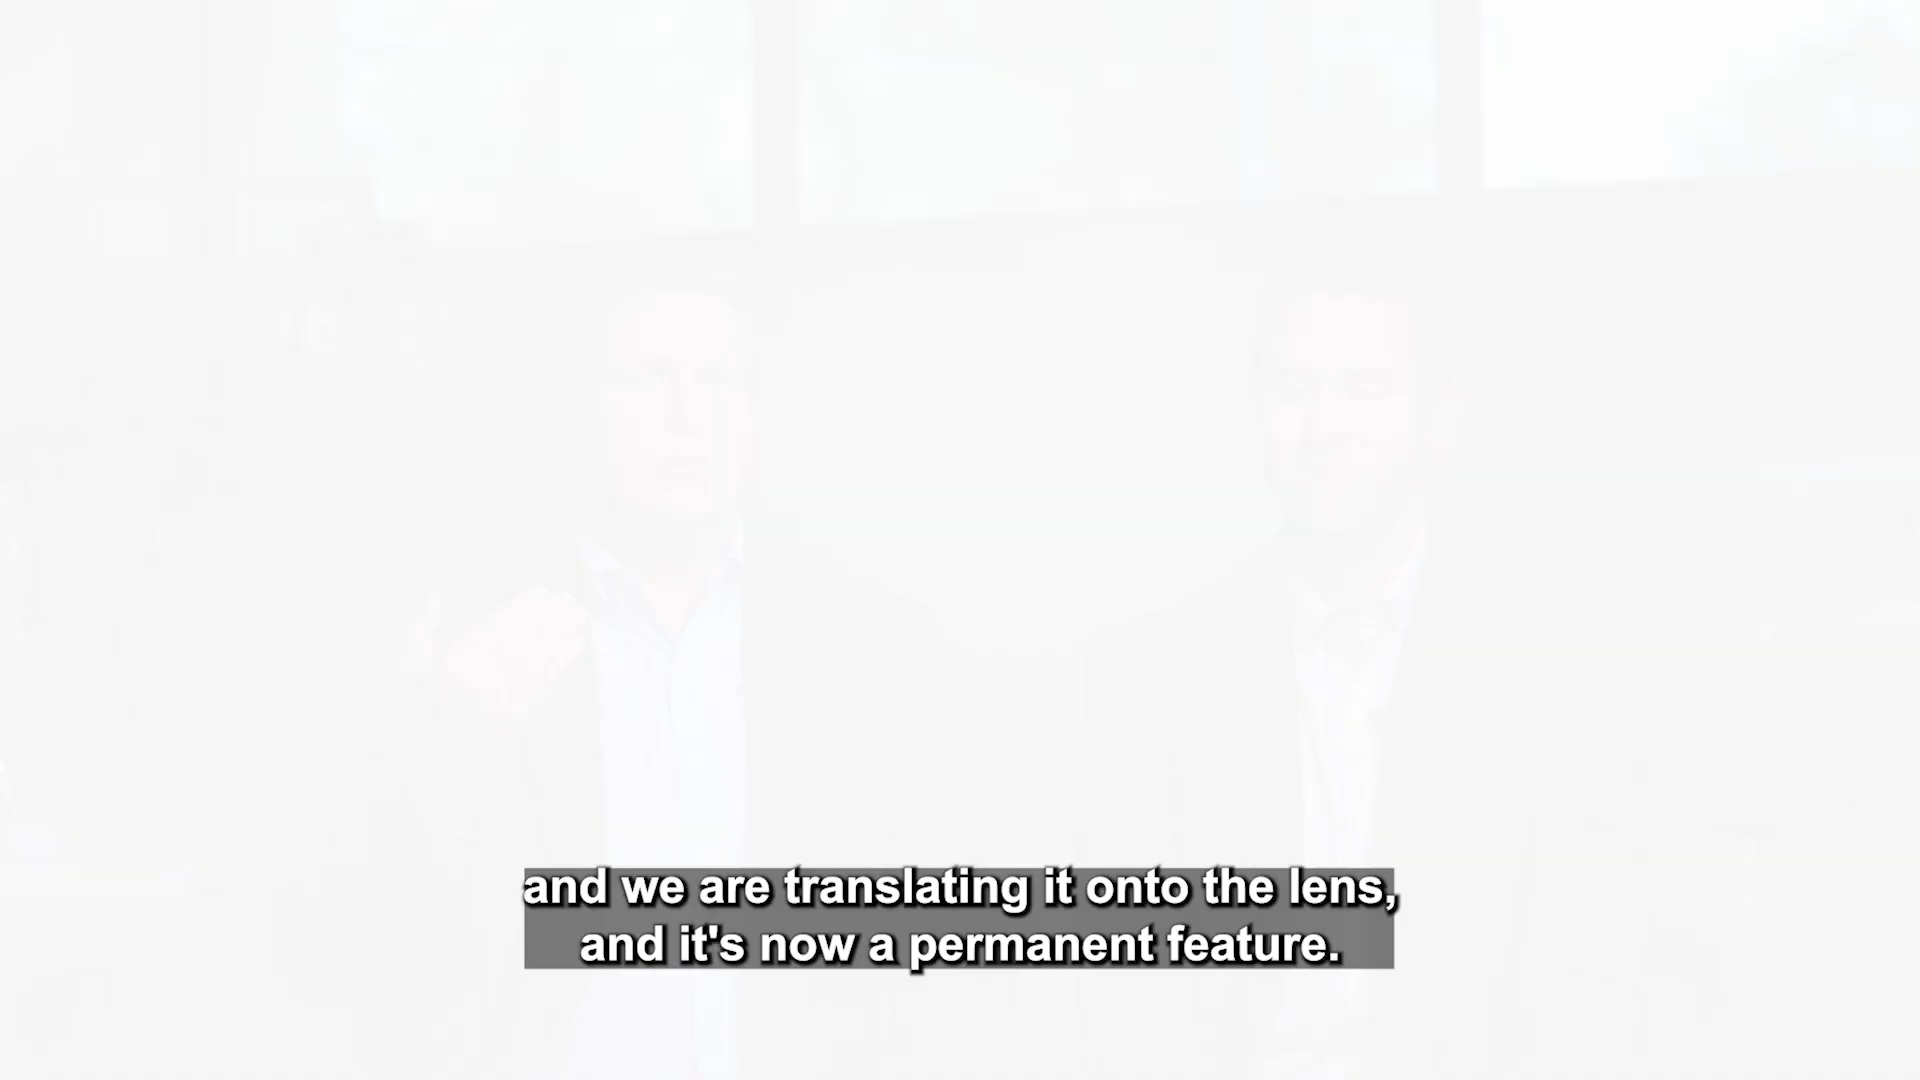 and we are translating it onto the lens,
and it's now a permanent feature.